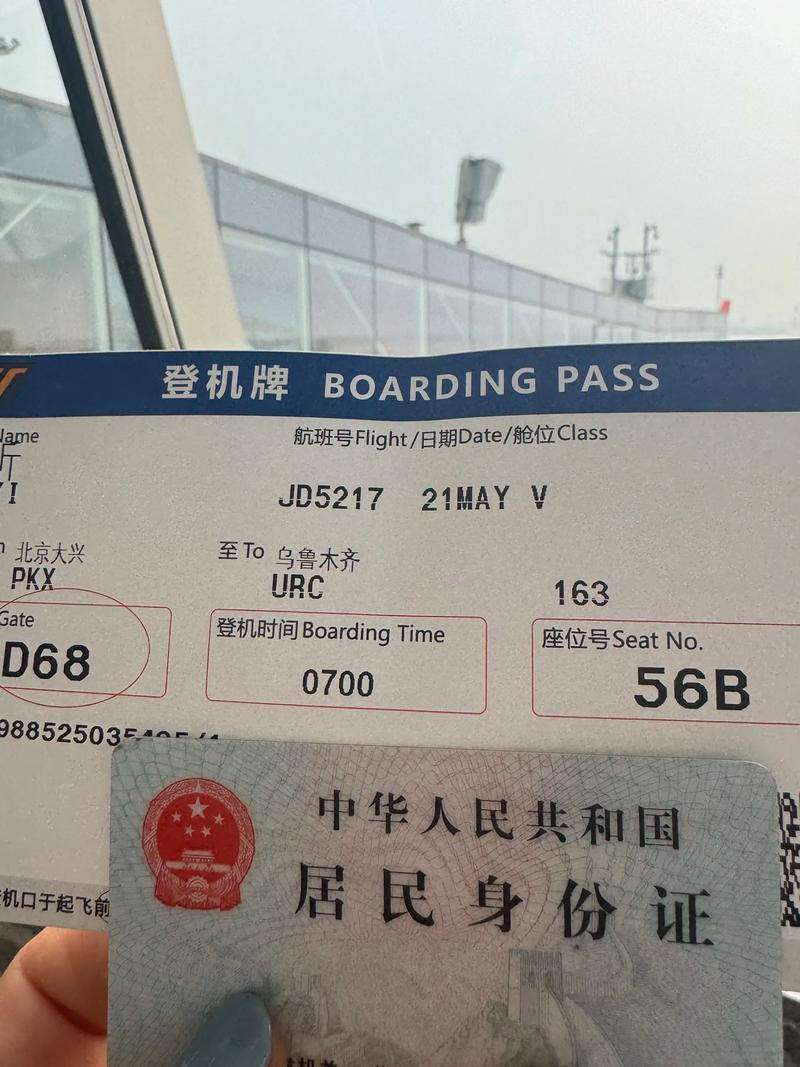 登机牌 BOARDING PASS
航班号Flight/日期Date/舱位Class
JD5217 21MAY V
北京大兴 至To 乌鲁木齐
PKX URC 163
Gate 登机时间Boarding Time 座位号Seat No.
D68 0700 56B
中华人民共和国
居民身份证
机口于起飞前